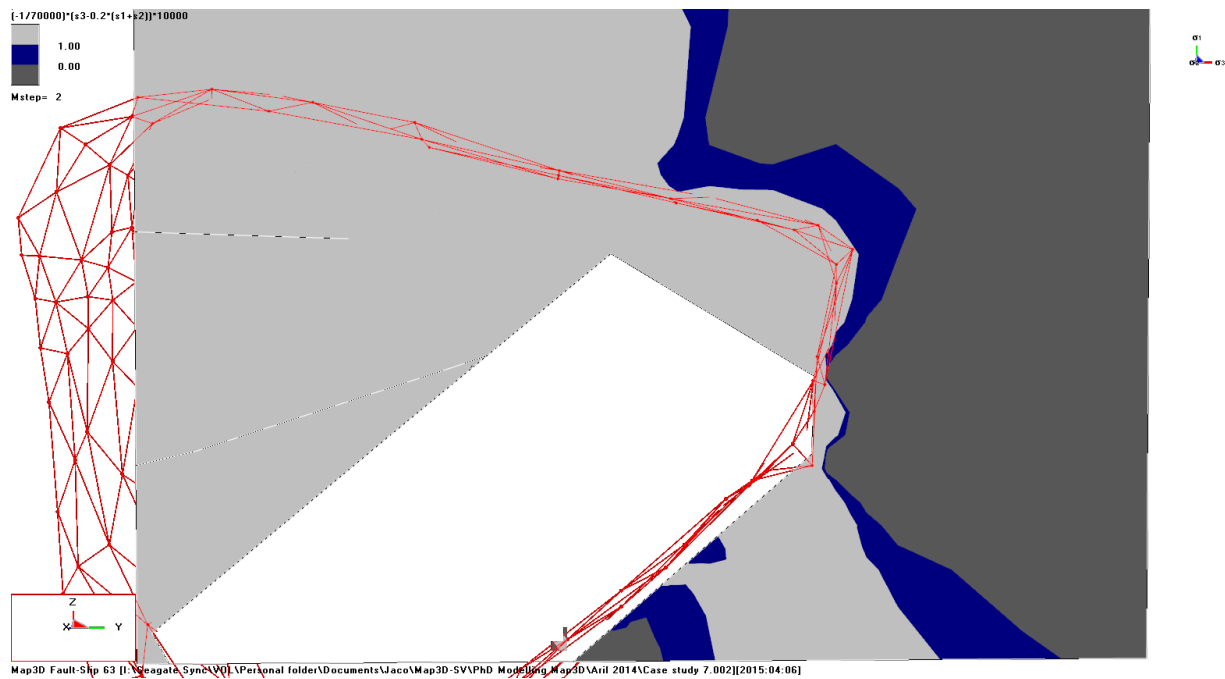 (-1/70000)*(s3-0.2*(s1+s2))*10000
1.00
0.00
Mstep= 2
σ1
σ3
Z
X
Y
Map3D Fault-Slip 63 [I:\Seagate Sync\VOL\Personal folder\Documents\Jaco\Map3D-SV\PhD Modelling Map3D\Aril 2014\Case study 7.002][2015:04:06]